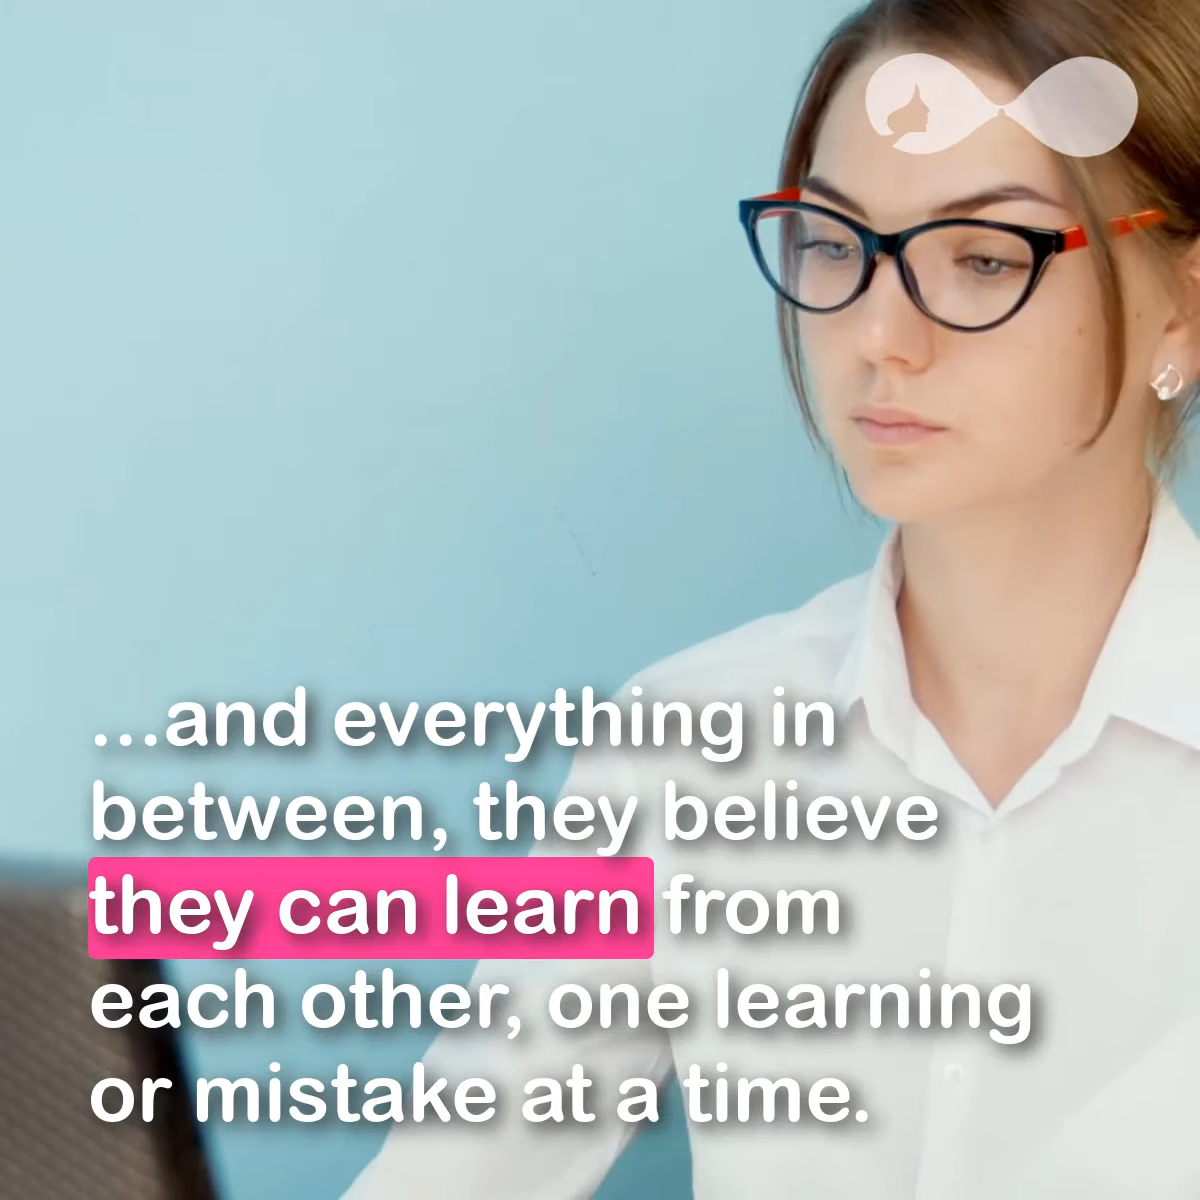 ...and everything in
between, they believe
they can learn from
each other, one learning
or mistake at a time.